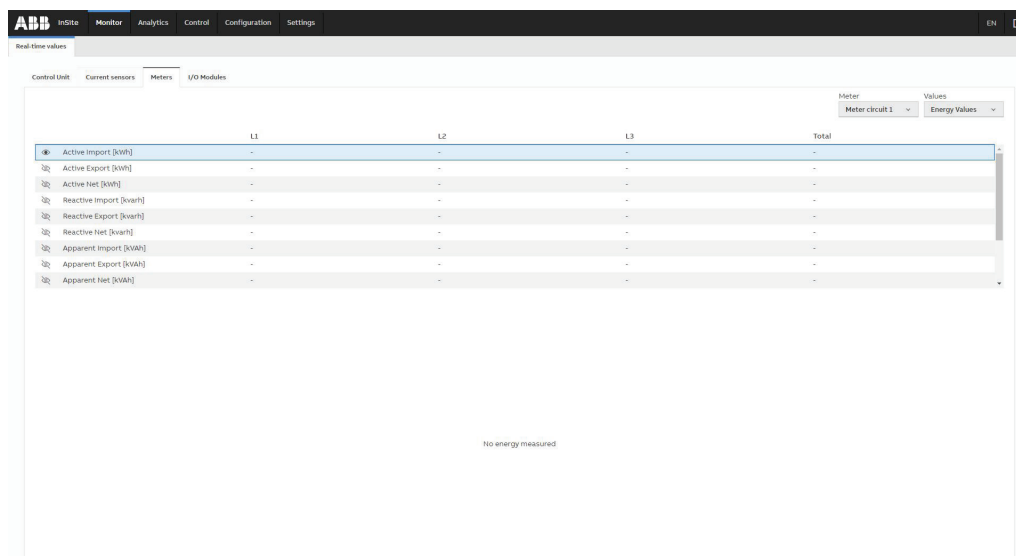 ABB InSite Monitor Analytics Control Configuration Settings EN
Real-time values
Control Unit Current sensors Meters I/O Modules
Meter Values
Meter circuit 1 Energy Values
L1 L2 L3 Total
Active Import [kWh] - - - -
Active Export [kWh] - - - -
Active Net [kWh] - - - -
Reactive Import [kvarh] - - - -
Reactive Export [kvarh] - - - -
Reactive Net [kvarh] - - - -
Apparent Import [kVAh] - - - -
Apparent Export [kVAh] - - - -
Apparent Net [kVAh] - - - -
No energy measured